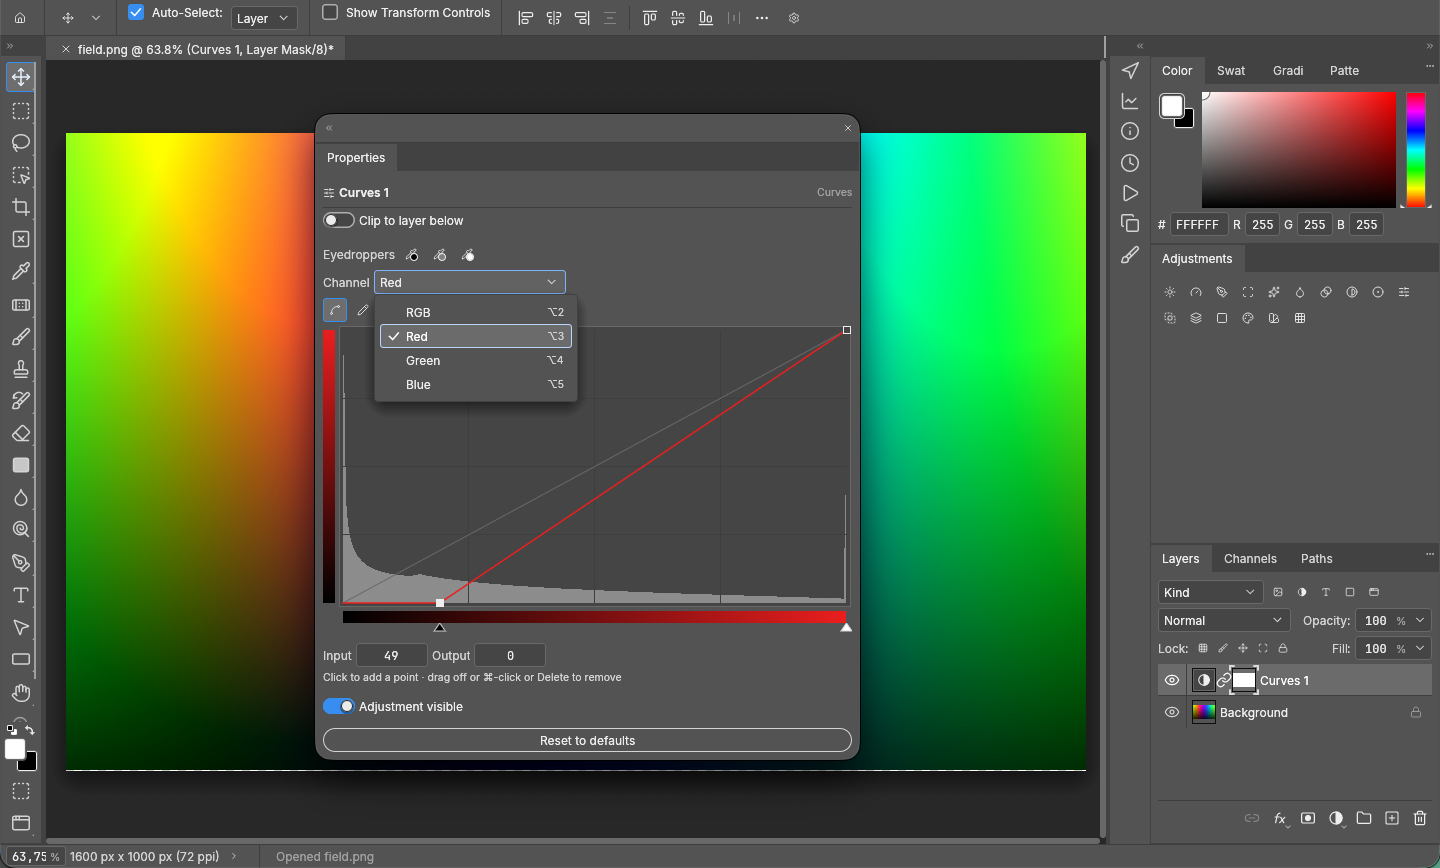 Auto-Select: Layer Show Transform Controls
field.png @ 63.8% (Curves 1, Layer Mask/8)*
Color Swat Gradi Patte
# FFFFFF R 255 G 255 B 255
Adjustments
Properties
Curves 1 Curves
Clip to layer below
Eyedroppers
Channel Red
RGB ⌥2
Red ⌥3
Green ⌥4
Blue ⌥5
Input 49 Output 0
Click to add a point · drag off or ⌘-click or Delete to remove
Adjustment visible
Reset to defaults
Layers Channels Paths
Kind
Normal Opacity: 100 %
Lock: Fill: 100 %
Curves 1
Background
63,75 % 1600 px x 1000 px (72 ppi) Opened field.png